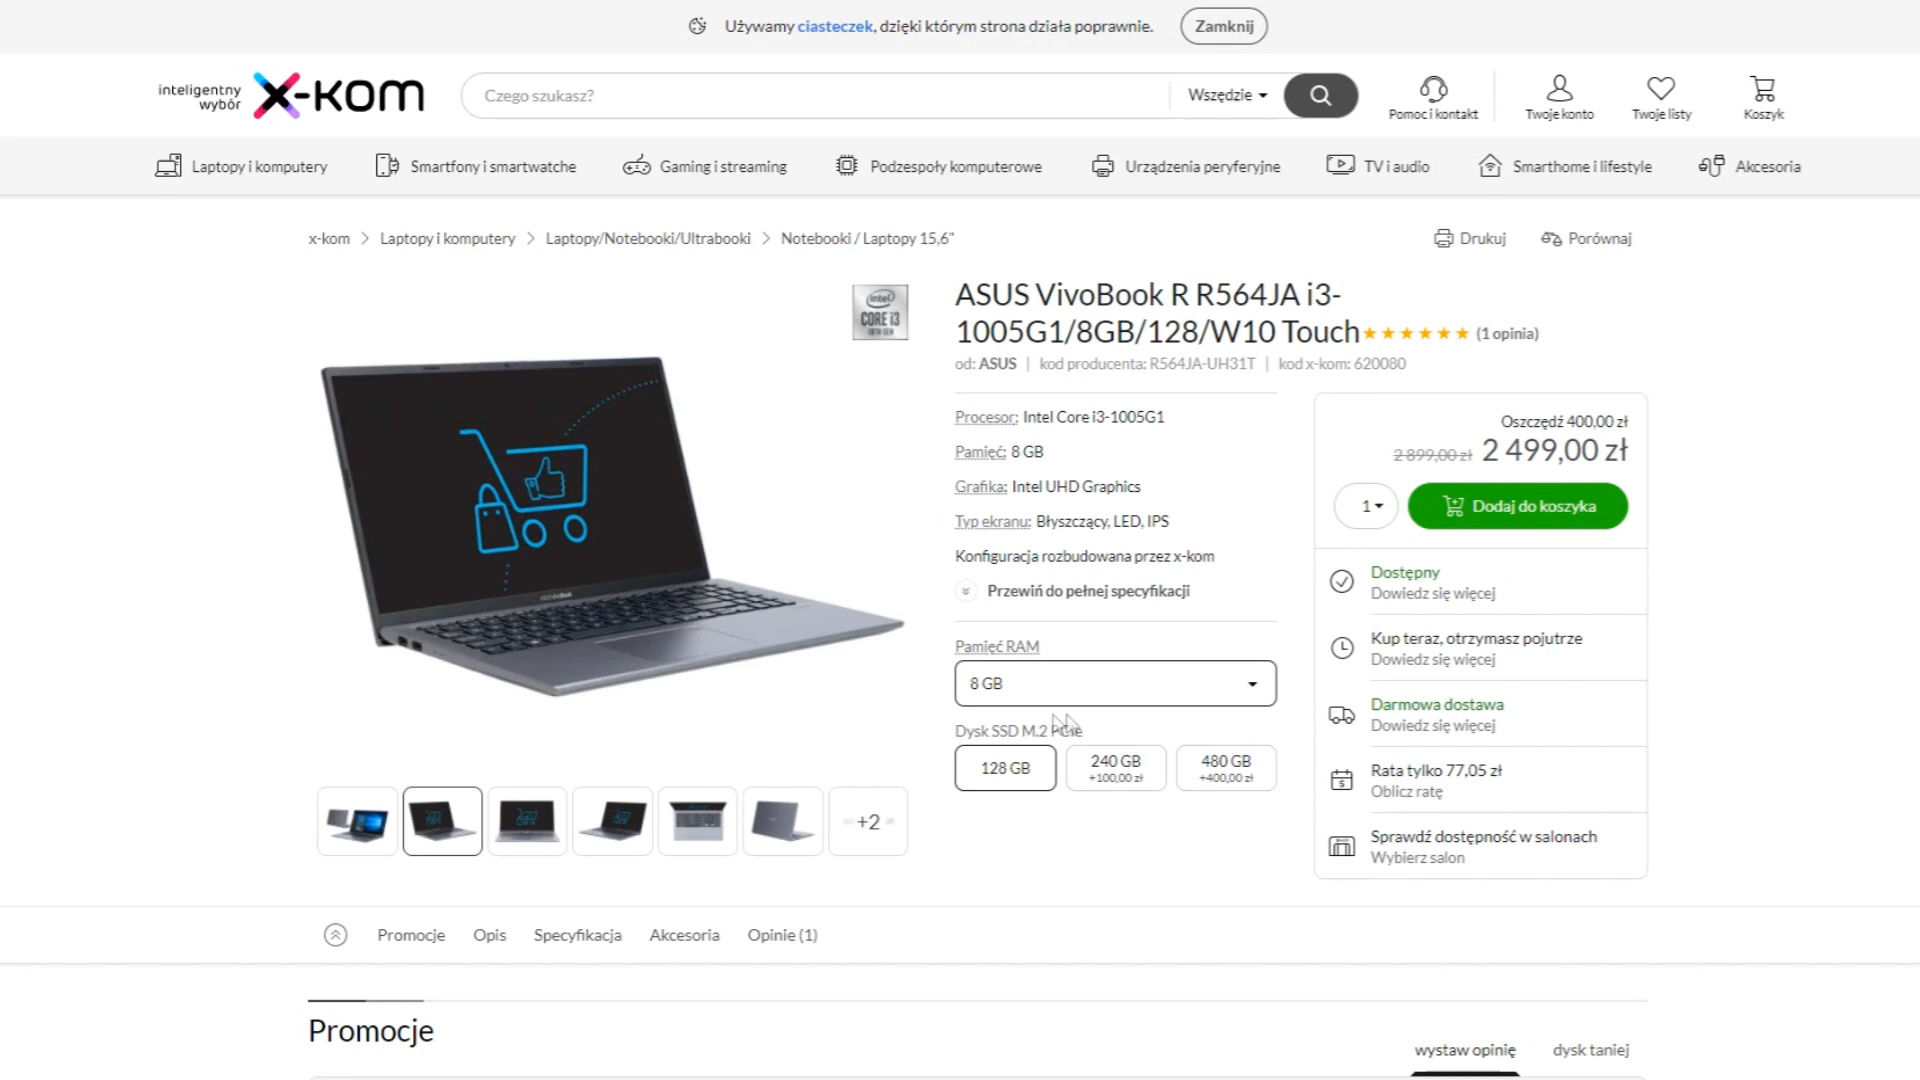 Używamy ciasteczek, dzięki którym strona działa poprawnie.
Zamknij
inteligentny
wybór
x-kom
Czego szukasz?
Wszędzie
Pomoc i kontakt
Twoje konto
Twoje listy
Koszyk
Laptopy i komputery
Smartfony i smartwatche
Gaming i streaming
Podzespoły komputerowe
Urządzenia peryferyjne
TV i audio
Smarthome i lifestyle
Akcesoria
x-kom > Laptopy i komputery > Laptopy/Notebooki/Ultrabooki > Notebooki / Laptopy 15,6"
Drukuj
Porównaj
intel
CORE i3
10TH GEN
ASUS VivoBook R R564JA i3-
1005G1/8GB/128/W10 Touch
(1 opinia)
od: ASUS | kod producenta: R564JA-UH31T | kod x-kom: 620080
Procesor: Intel Core i3-1005G1
Pamięć: 8 GB
Grafika: Intel UHD Graphics
Typ ekranu: Błyszczący, LED, IPS
Konfiguracja rozbudowana przez x-kom
Przewiń do pełnej specyfikacji
Pamięć RAM
8 GB
Dysk SSD M.2 PCIe
128 GB
240 GB
+100,00 zł
480 GB
+400,00 zł
Oszczędź 400,00 zł
2 899,00 zł 2 499,00 zł
1
Dodaj do koszyka
Dostępny
Dowiedz się więcej
Kup teraz, otrzymasz pojutrze
Dowiedz się więcej
Darmowa dostawa
Dowiedz się więcej
Rata tylko 77,05 zł
Oblicz ratę
Sprawdź dostępność w salonach
Wybierz salon
+2
Promocje
Opis
Specyfikacja
Akcesoria
Opinie (1)
Promocje
wystaw opinię
dysk taniej